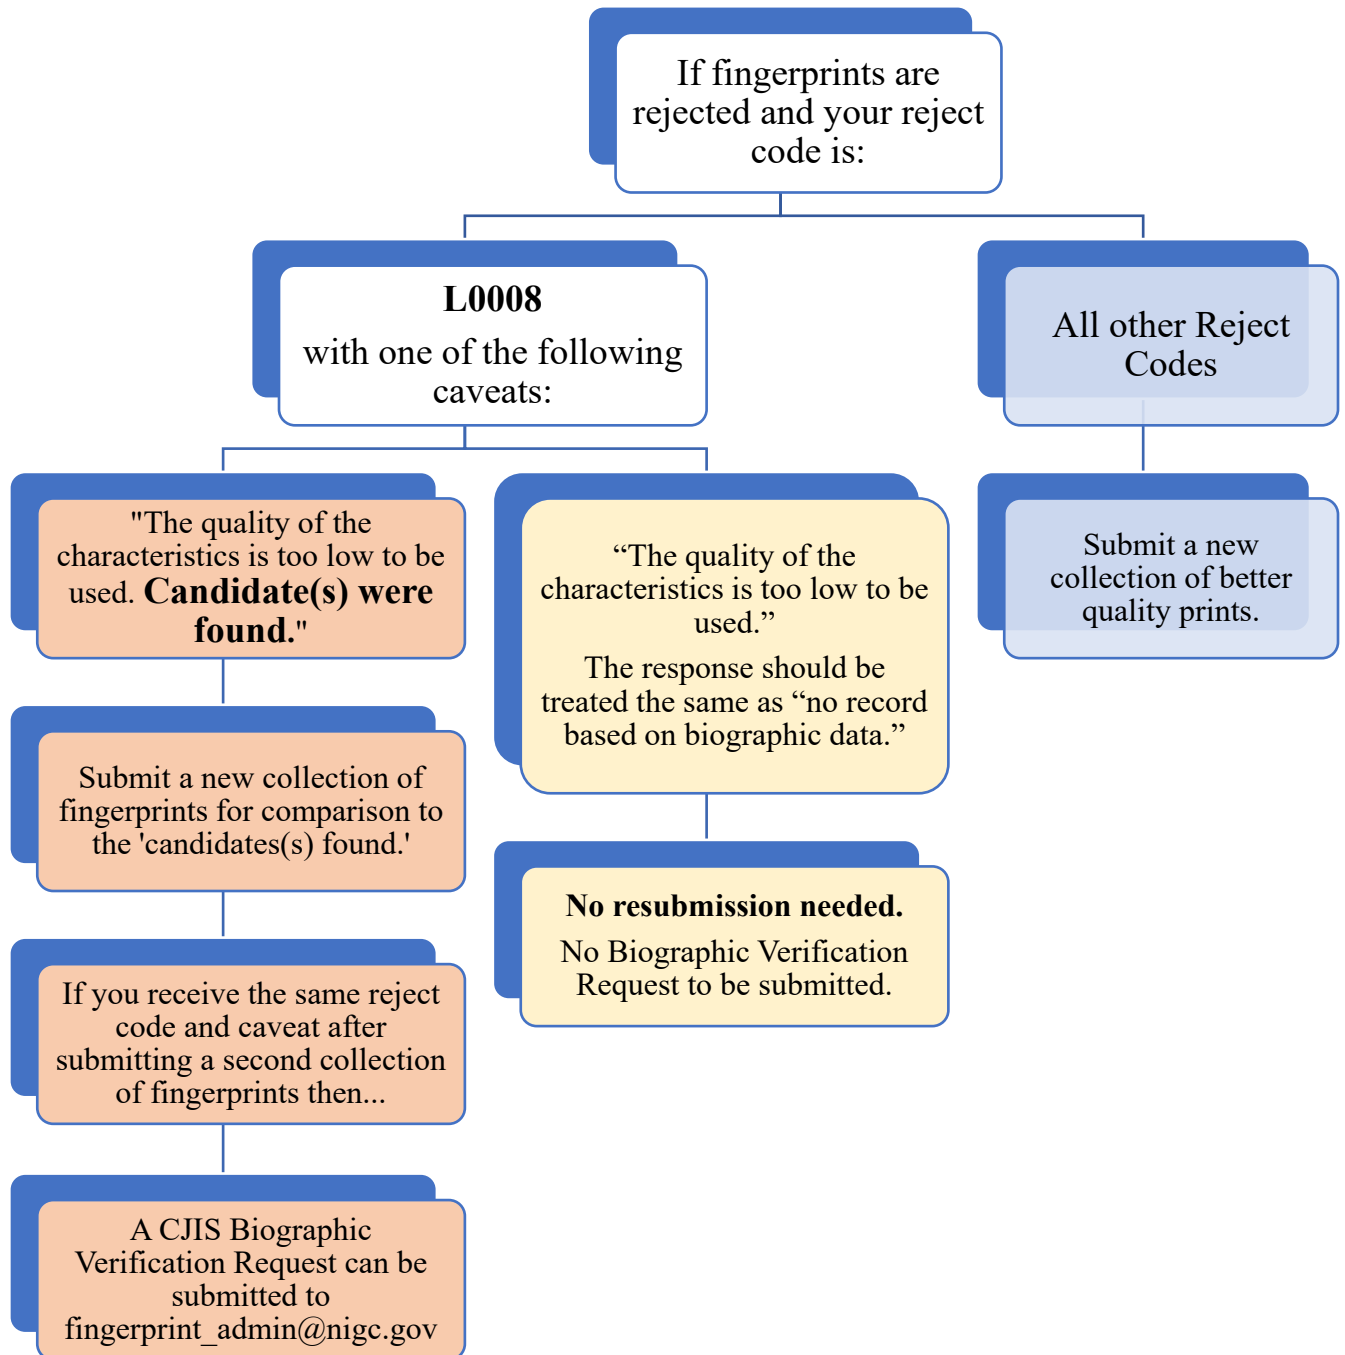 If fingerprints are
rejected and your reject
code is:
L0008
with one of the following
caveats:
All other Reject
Codes
"The quality of the
characteristics is too low to be
used. Candidate(s) were
found."
“The quality of the
characteristics is too low to be
used.”
The response should be
treated the same as “no record
based on biographic data.”
Submit a new
collection of better
quality prints.
Submit a new collection of
fingerprints for comparison to
the 'candidates(s) found.'
No resubmission needed.
No Biographic Verification
Request to be submitted.
If you receive the same reject
code and caveat after
submitting a second collection
of fingerprints then...
A CJIS Biographic
Verification Request can be
submitted to
fingerprint_admin@nigc.gov